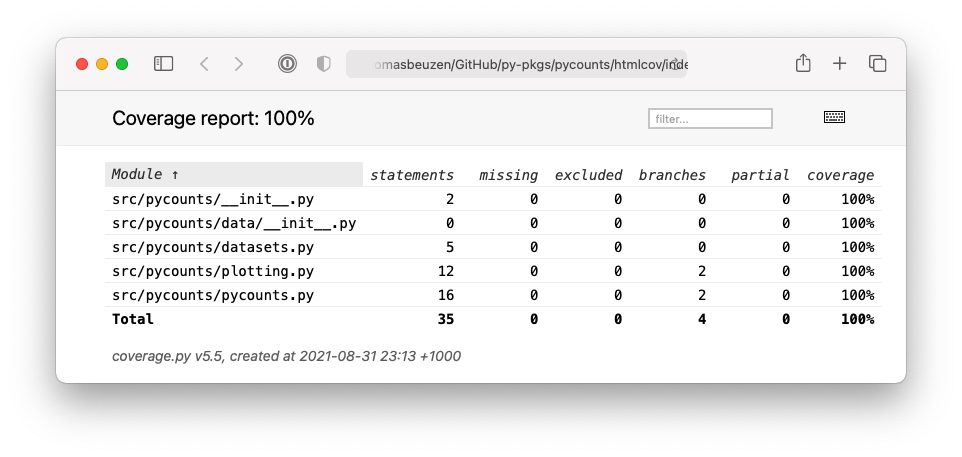 omasbeuzen/GitHub/py-pkgs/pycounts/htmlcov/inde
Coverage report: 100%
filter...
Module ↑ statements missing excluded branches partial coverage
src/pycounts/__init__.py 2 0 0 0 0 100%
src/pycounts/data/__init__.py 0 0 0 0 0 100%
src/pycounts/datasets.py 5 0 0 0 0 100%
src/pycounts/plotting.py 12 0 0 2 0 100%
src/pycounts/pycounts.py 16 0 0 2 0 100%
Total 35 0 0 4 0 100%
coverage.py v5.5, created at 2021-08-31 23:13 +1000